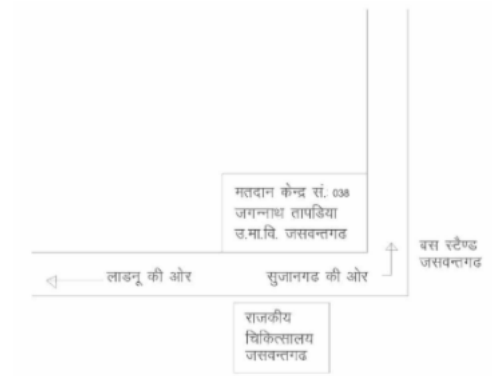 मतदान केन्द्र सं.: 038
जगन्नाथ तापडिया
उ.मा.वि. जसवन्तगढ
बस स्टैण्ड
जसवन्तगढ
लाडनू की ओर
सुजानगढ की ओर
राजकीय
चिकित्सालय
जसवन्तगढ